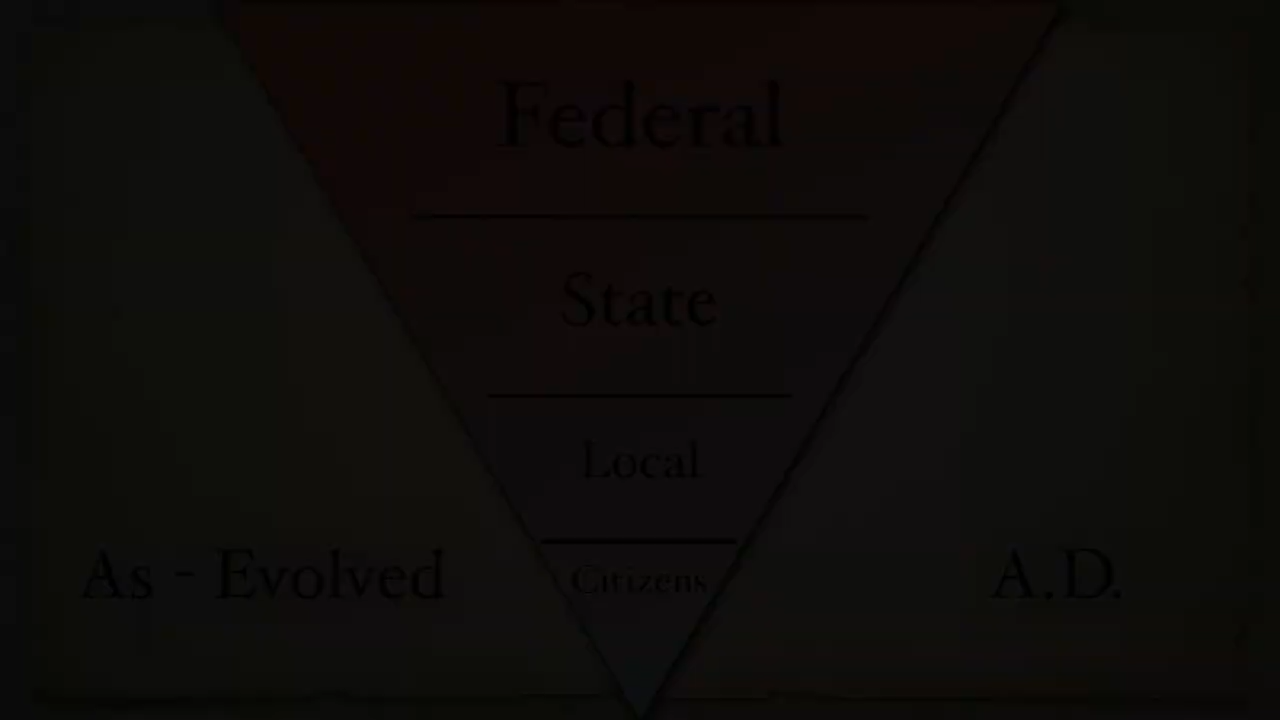 Federal
State
Local
Citizens
As - Evolved
A.D.